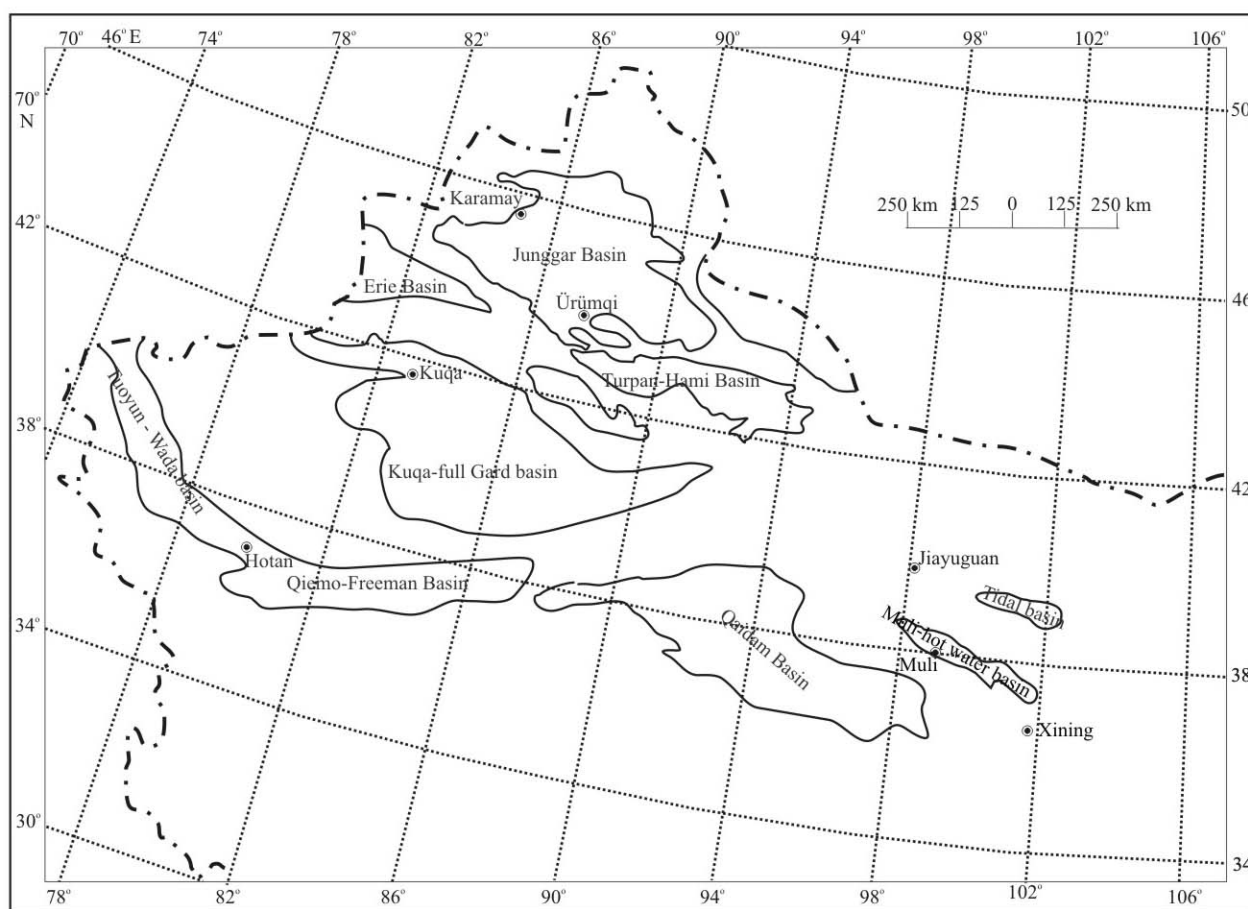 70° 46°E 74° 78° 82° 86° 90° 94° 98° 102° 106°
70°
N
50
Karamay
250 km 125 0 125 250 km
42°
Junggar Basin
Erie Basin
Ürümqi
46
Kuqa
Turpan-Hami Basin
Tuoyun - Wada basin
38°
Kuqa-full Gard basin
42
Hotan
Jiayuguan
Qiemo-Freeman Basin
Tidal basin
34°
Qaidam Basin
Muli-hot water basin
Muli
38
Xining
30°
34
78° 82° 86° 90° 94° 98° 102° 106°